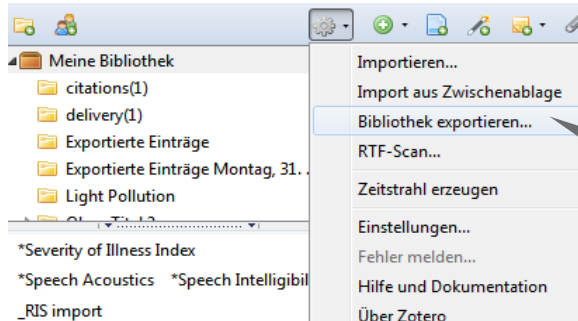 Meine Bibliothek
citations(1)
delivery(1)
Exportierte Einträge
Exportierte Einträge Montag, 31. .
Light Pollution
*Severity of Illness Index
*Speech Acoustics *Speech Intelligibil
_RIS import
Importieren...
Import aus Zwischenablage
Bibliothek exportieren...
RTF-Scan...
Zeitstrahl erzeugen
Einstellungen...
Fehler melden...
Hilfe und Dokumentation
Über Zotero